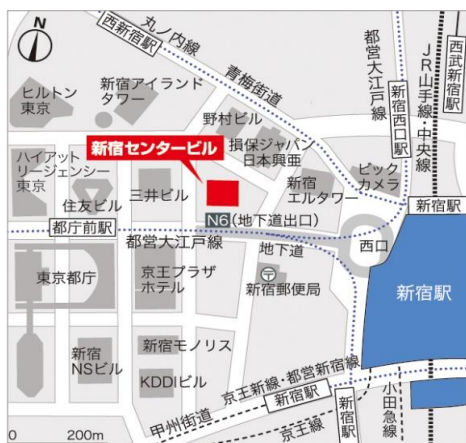 N
丸ノ内線
西新宿駅
青梅街道
都営大江戸線
新宿西口駅
JR山手線・中央線
西武新宿駅
ヒルトン
東京
新宿アイランド
タワー
野村ビル
損保ジャパン
日本興亜
新宿センタービル
ハイアット
リージェンシー
東京
住友ビル
三井ビル
新宿
エルタワー
ビック
カメラ
新宿駅
N6(地下道出口)
都庁前駅
都営大江戸線
地下道
西口
東京都庁
京王プラザ
ホテル
新宿郵便局
新宿駅
新宿
NSビル
新宿モノリス
KDDIビル
京王新線・都営新宿線
新宿駅
甲州街道
京王線
新宿駅
小田急線
0 200m